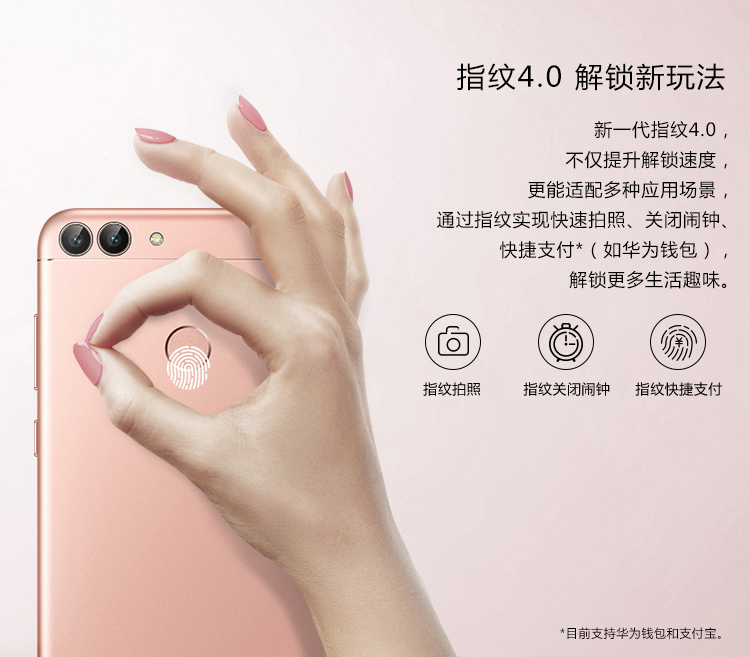 指纹4.0 解锁新玩法
新一代指纹4.0，
不仅提升解锁速度，
更能适配多种应用场景，
通过指纹实现快速拍照、关闭闹钟、
快捷支付*（如华为钱包），
解锁更多生活趣味。
¥
指纹拍照 指纹关闭闹钟 指纹快捷支付
*目前支持华为钱包和支付宝。